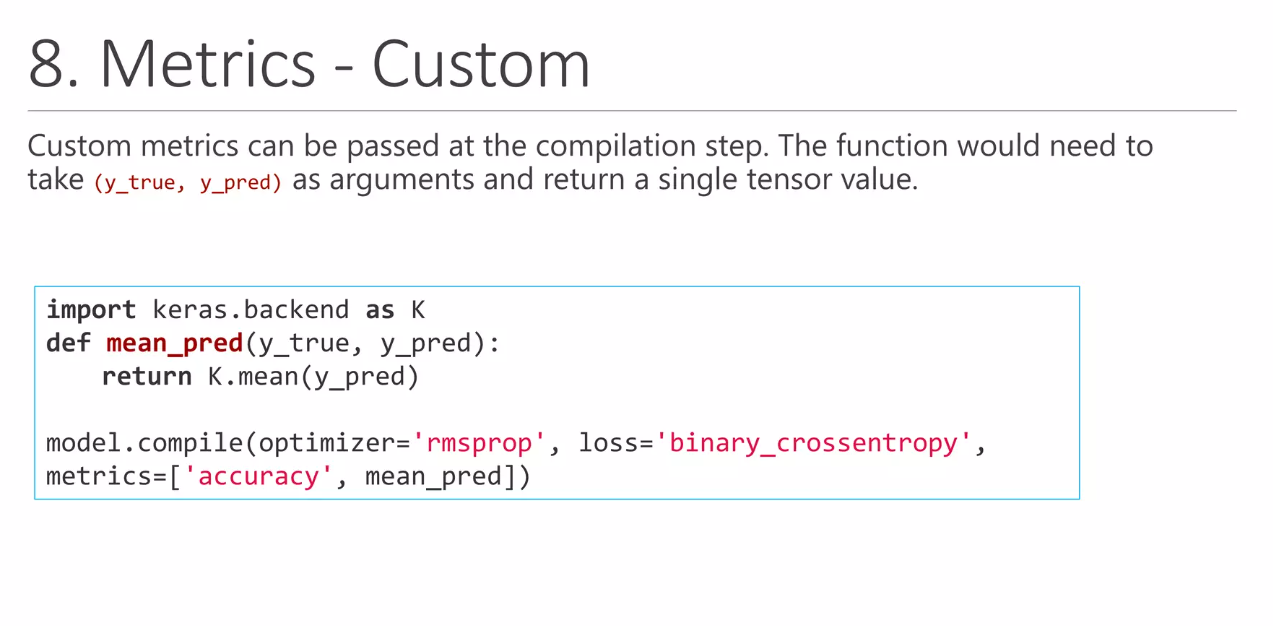 8. Metrics - Custom
Custom metrics can be passed at the compilation step. The function would need to
take (y_true, y_pred) as arguments and return a single tensor value.
import keras.backend as K
def mean_pred(y_true, y_pred):
    return K.mean(y_pred)
model.compile(optimizer='rmsprop', loss='binary_crossentropy',
metrics=['accuracy', mean_pred])